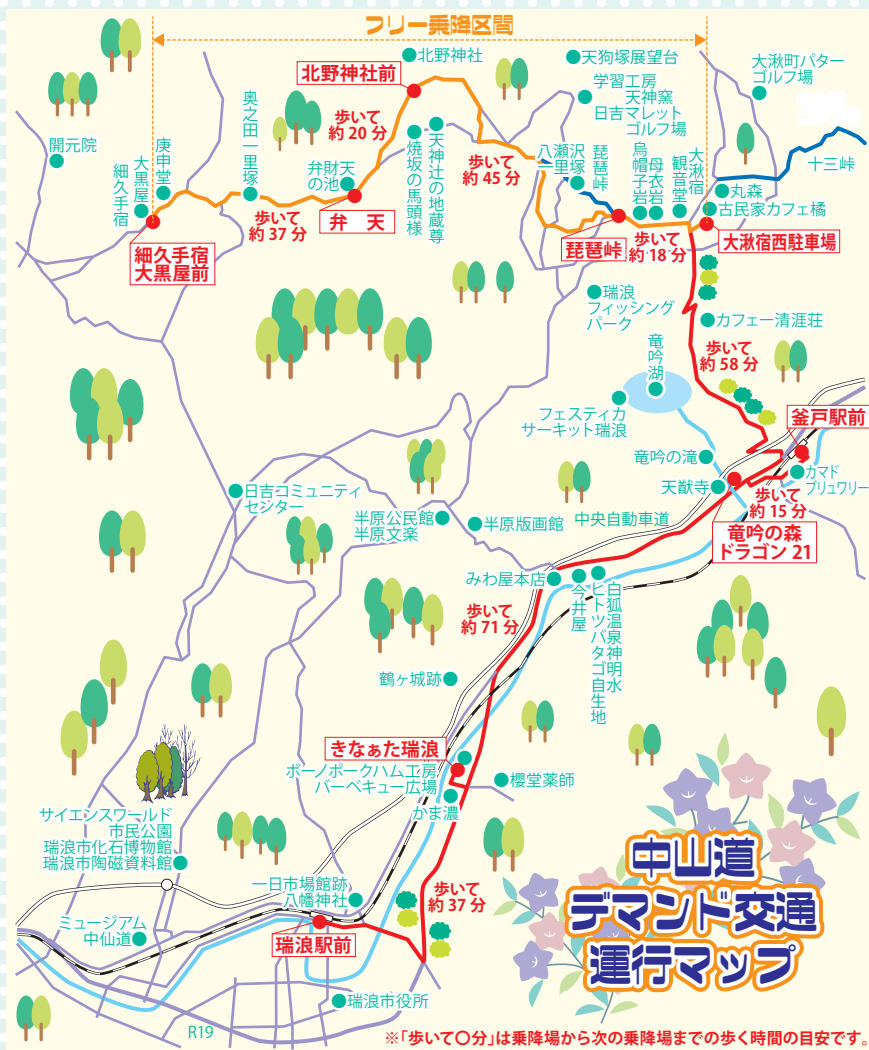 フリー乗降区間
北野神社
天狗塚展望台
大湫町パター
ゴルフ場
北野神社前
学習工房
天神窯
日吉マレット
ゴルフ場
開元院
細久手宿
大黒屋
庚申堂
奥之田一里塚
歩いて
約20分
弁財天
の池
焼坂の馬頭様
天神辻の地蔵尊
歩いて
約45分
八瀬沢
一里塚
琵琶峠
烏帽子岩
母衣岩
観音堂
大湫宿
十三峠
丸森
古民家カフェ橘
歩いて
約37分
弁 天
細久手宿
大黒屋前
琵琶峠
歩いて
約18分
大湫宿西駐車場
瑞浪
フィッシング
パーク
カフェー清涯荘
竜吟湖
歩いて
約58分
フェスティカ
サーキット瑞浪
釜戸駅前
竜吟の滝
天猷寺
カマド
ブリュワリー
歩いて
約15分
竜吟の森
ドラゴン21
日吉コミュニティ
センター
半原公民館
半原文楽
半原版画館
中央自動車道
みわ屋本店
今井屋
ヒトツバタゴ自生地
白狐温泉神明水
歩いて
約71分
鶴ヶ城跡
きなぁた瑞浪
ボーノポークハム工房
バーベキュー広場
櫻堂薬師
かま濃
サイエンスワールド
市民公園
瑞浪市化石博物館
瑞浪市陶磁資料館
一日市場館跡
八幡神社
歩いて
約37分
ミュージアム
中仙道
瑞浪駅前
瑞浪市役所
R19
中山道
デマンド交通
運行マップ
※「歩いて〇分」は乗降場から次の乗降場までの歩く時間の目安です。